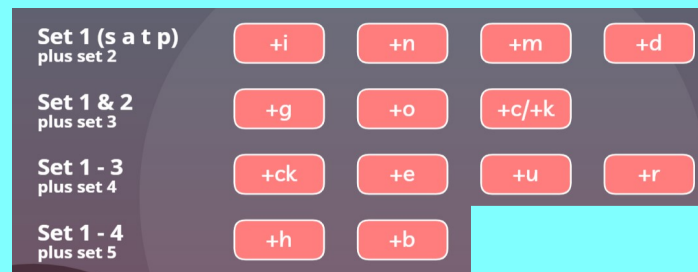 Set 1 (s a t p)
plus set 2
+i +n +m +d
Set 1 & 2
plus set 3
+g +o +c/+k
Set 1 - 3
plus set 4
+ck +e +u +r
Set 1 - 4
plus set 5
+h +b